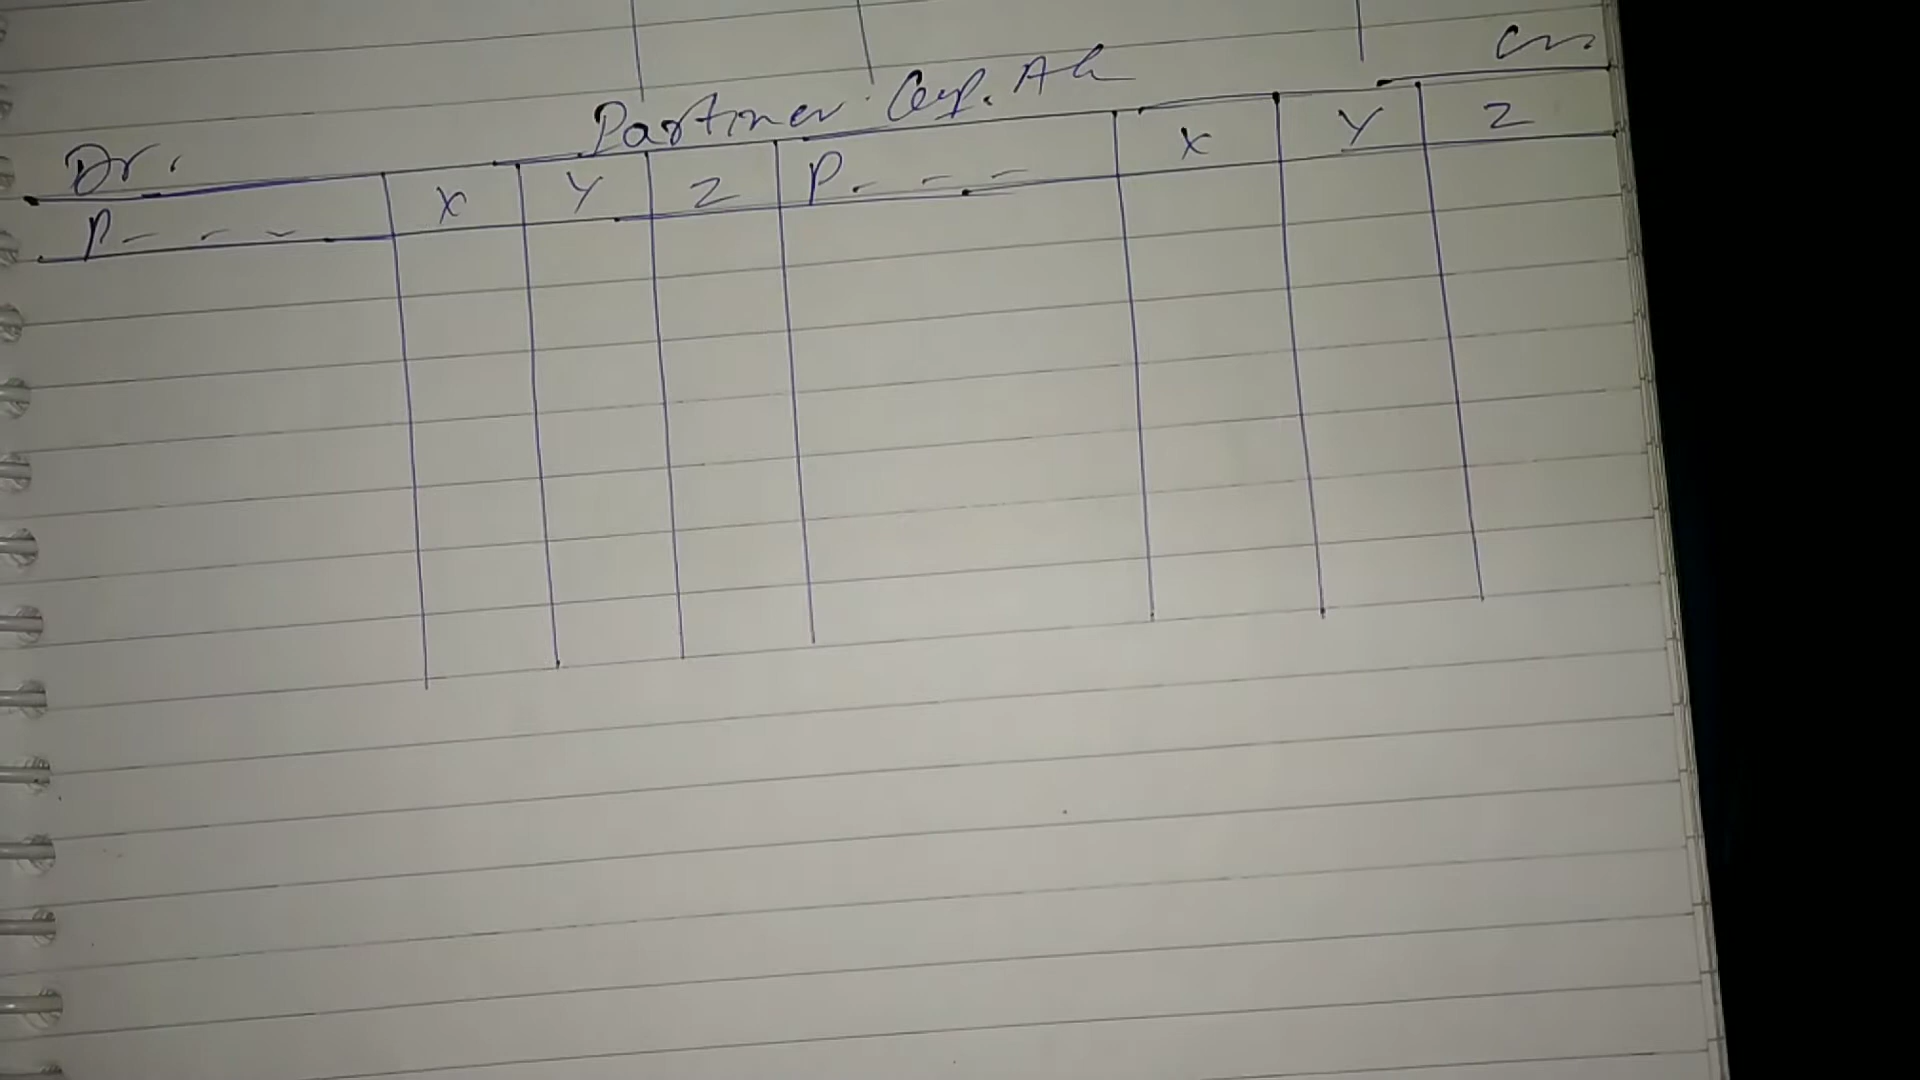 Dr. Partner Cap. A/c Cr.
P--- X Y Z P.--- X Y Z